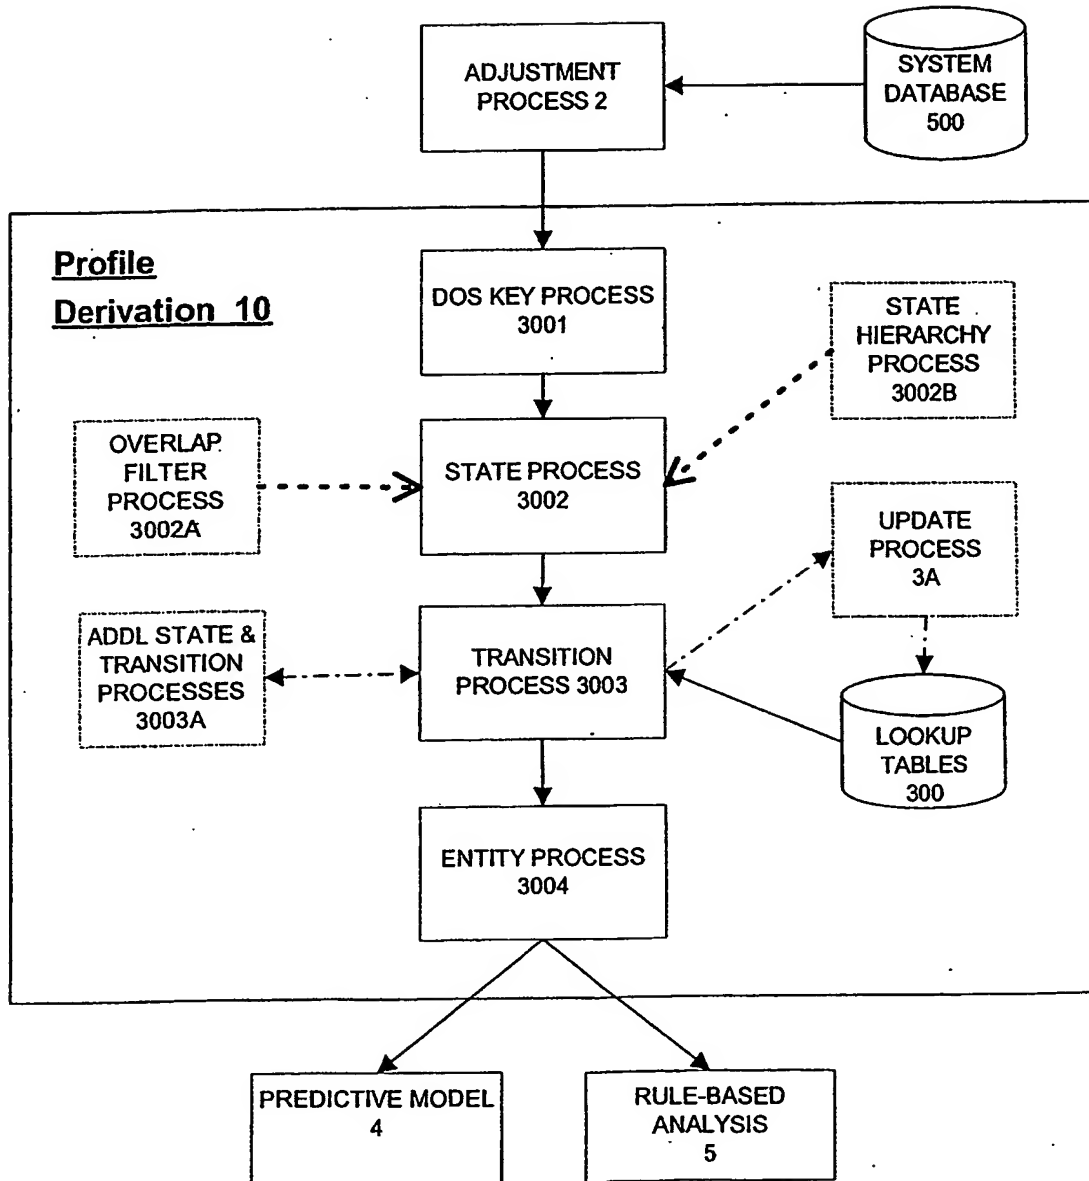 ADJUSTMENT
PROCESS 2
SYSTEM
DATABASE
500
Profile
Derivation 10
DOS KEY PROCESS
3001
STATE
HIERARCHY
PROCESS
3002B
OVERLAP
FILTER
PROCESS
3002A
STATE PROCESS
3002
UPDATE
PROCESS
3A
ADDL STATE &
TRANSITION
PROCESSES
3003A
TRANSITION
PROCESS 3003
LOOKUP
TABLES
300
ENTITY PROCESS
3004
PREDICTIVE MODEL
4
RULE-BASED
ANALYSIS
5